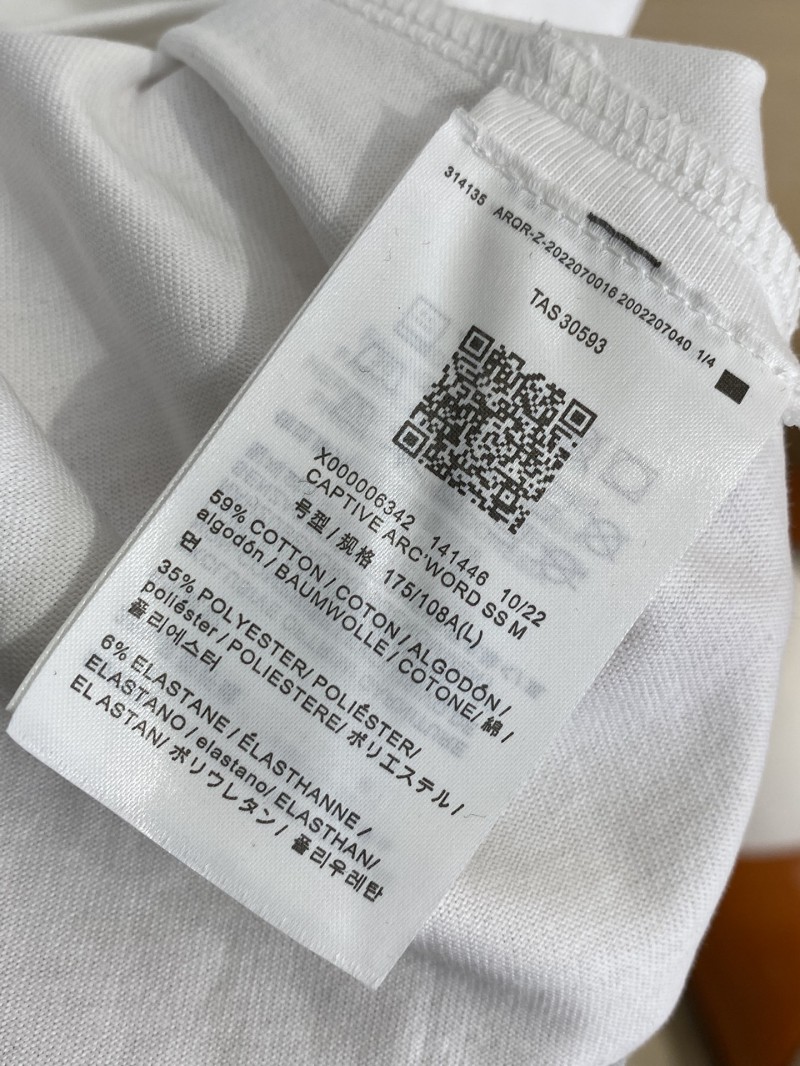 314135 ARQR-Z-2022070016 2002207040 1/4
TAS30593
X000006342 141446 10/22
CAPTIVE ARC'WORD SS M
号型 / 规格 175/108A(L)
59% COTTON / COTON / ALGODÓN /
algodón / BAUMWOLLE / COTONE/ 綿 /
면
35% POLYESTER/ POLIÉSTER/
poliéster / POLIESTERE/ ポリエステル /
폴리에스터
6% ELASTANE / ÉLASTHANNE /
ELASTANO / elastano/ ELASTHAN/
EL ASTAN/ ポリウレタン / 폴리우레탄